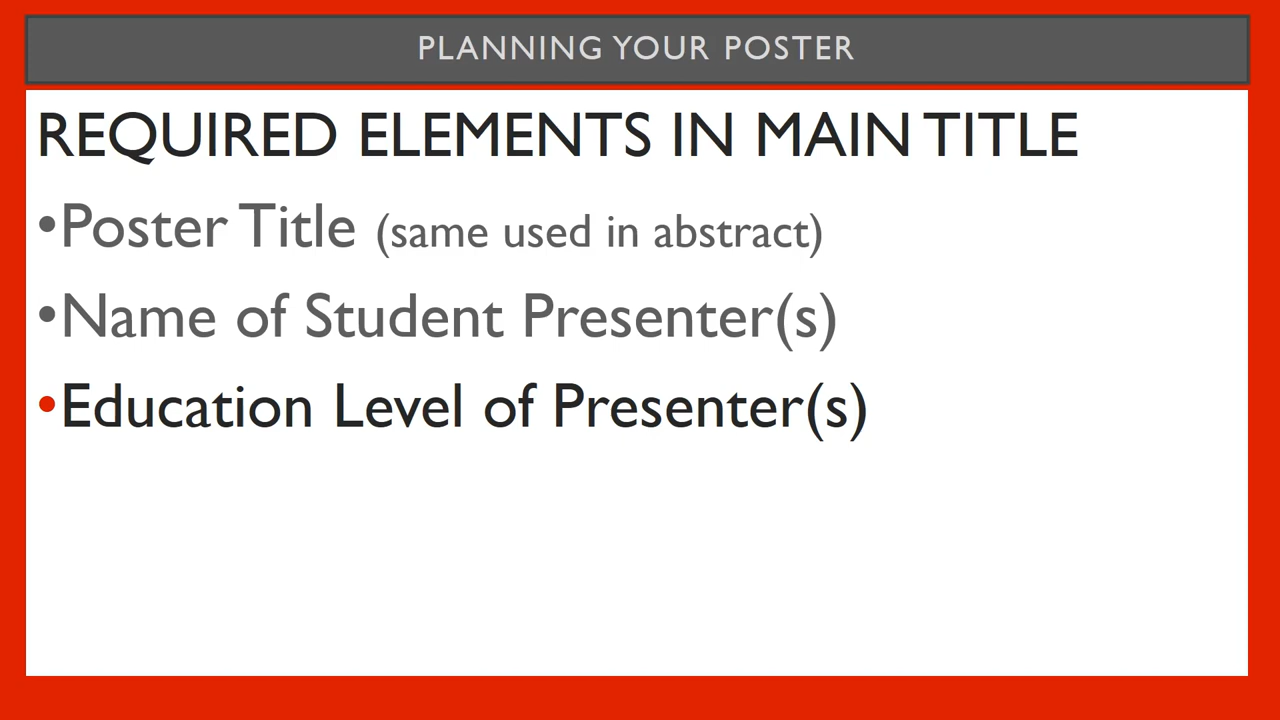 PLANNING YOUR POSTER
REQUIRED ELEMENTS IN MAIN TITLE
•Poster Title (same used in abstract)
•Name of Student Presenter(s)
•Education Level of Presenter(s)